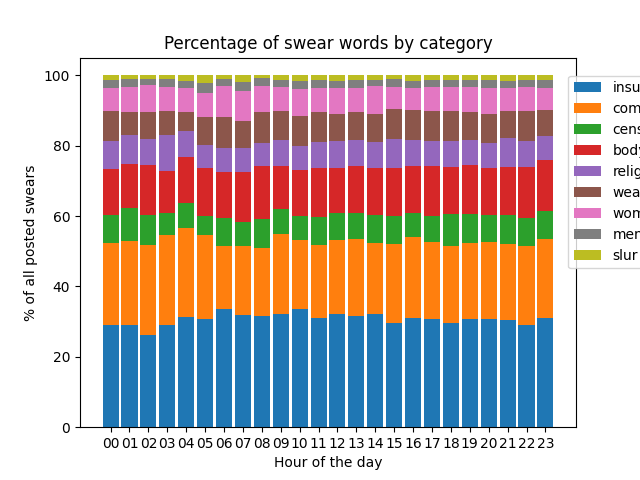 Percentage of swear words by category
% of all posted swears
100
80
60
40
20
0
00 01 02 03 04 05 06 07 08 09 10 11 12 13 14 15 16 17 18 19 20 21 22 23
Hour of the day
insu
com
cens
body
relig
wea
wom
men
slur